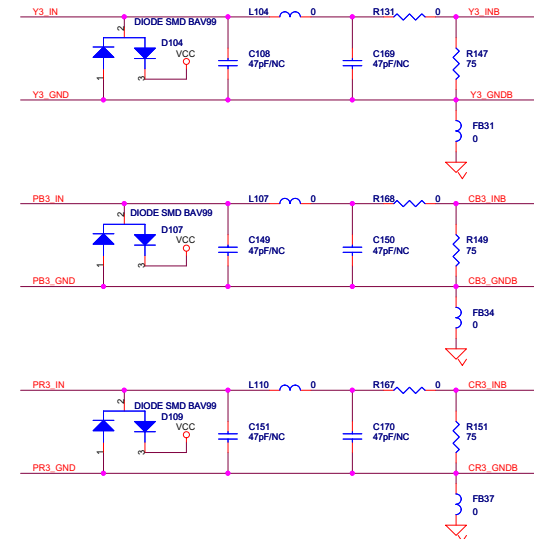 Y3_IN L104 0 R131 0 Y3_INB
2 DIODE SMD BAV99
D104
VCC
C108
47pF/NC
C169
47pF/NC
R147
75
1 3
Y3_GND Y3_GNDB
FB31
0
PB3_IN L107 0 R168 0 CB3_INB
2 DIODE SMD BAV99
D107
VCC
C149
47pF/NC
C150
47pF/NC
R149
75
1 3
PB3_GND CB3_GNDB
FB34
0
PR3_IN L110 0 R167 0 CR3_INB
2 DIODE SMD BAV99
D109
VCC
C151
47pF/NC
C170
47pF/NC
R151
75
1 3
PR3_GND CR3_GNDB
FB37
0